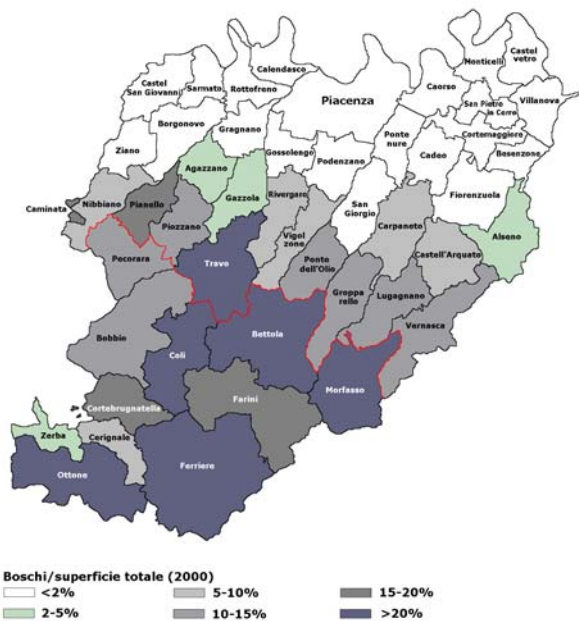 Castel vetro
Monticelli
Calendasco
Castel San Giovanni
Sarmato
Rottofreno
Caorso
Villanova
San Pietro in Cerro
Piacenza
Borgonovo
Gragnano
Ponte nure
Cortemaggiore
Ziano
Gossolengo
Podenzano
Cadeo
Besenzone
Agazzano
Rivergaro
Fiorenzuola
Nibbiano
Pianello
Gazzola
San Giorgio
Caminata
Carpaneto
Alseno
Piozzano
Vigol zone
Castell'Arquato
Pecorara
Travo
Ponte dell'Olio
Groppa rello
Lugagnano
Vernasca
Bobbio
Coli
Bettola
Morfasso
Cortebrugnatella
Farini
Zerba
Cerignale
Ottone
Ferriere
Boschi/superficie totale (2000)
<2% 5-10% 15-20%
2-5% 10-15% >20%